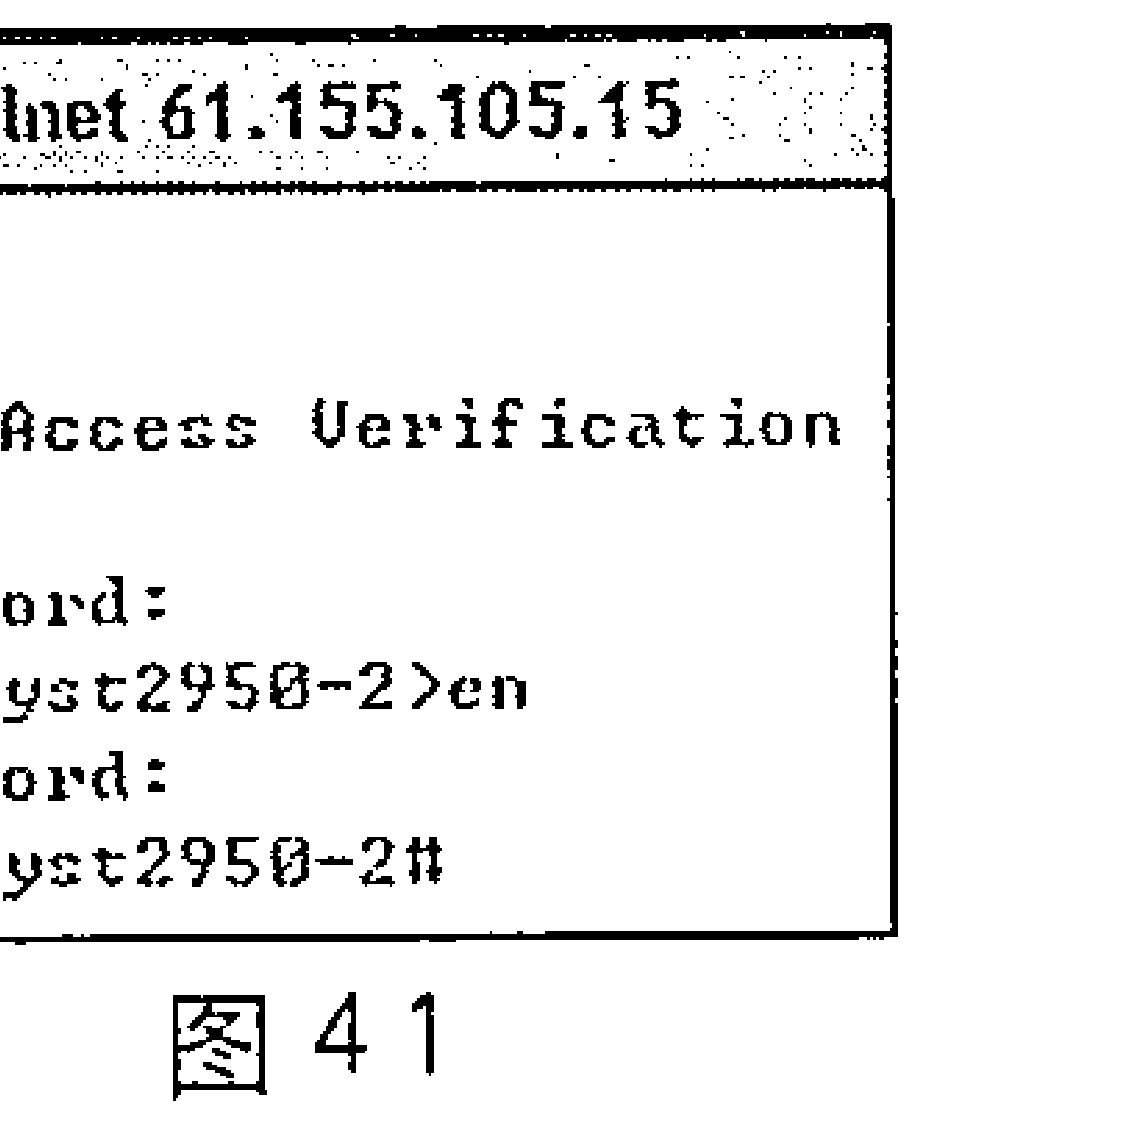 lnet 61.155.105.15
Access Verification
ord:
yst2950-2>en
ord:
yst2950-2#
图 41